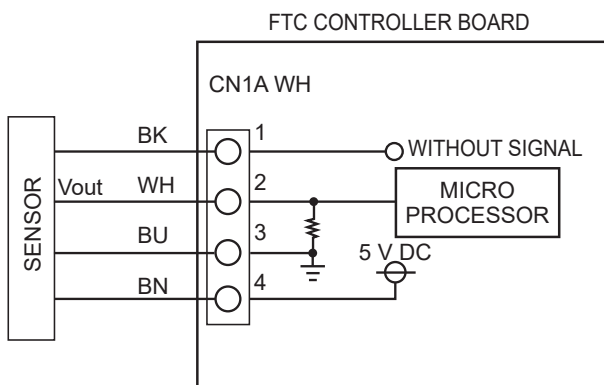 FTC CONTROLLER BOARD
CN1A WH
BK 1 WITHOUT SIGNAL
SENSOR
Vout WH 2
MICRO
PROCESSOR
BU 3
5 V DC
BN 4